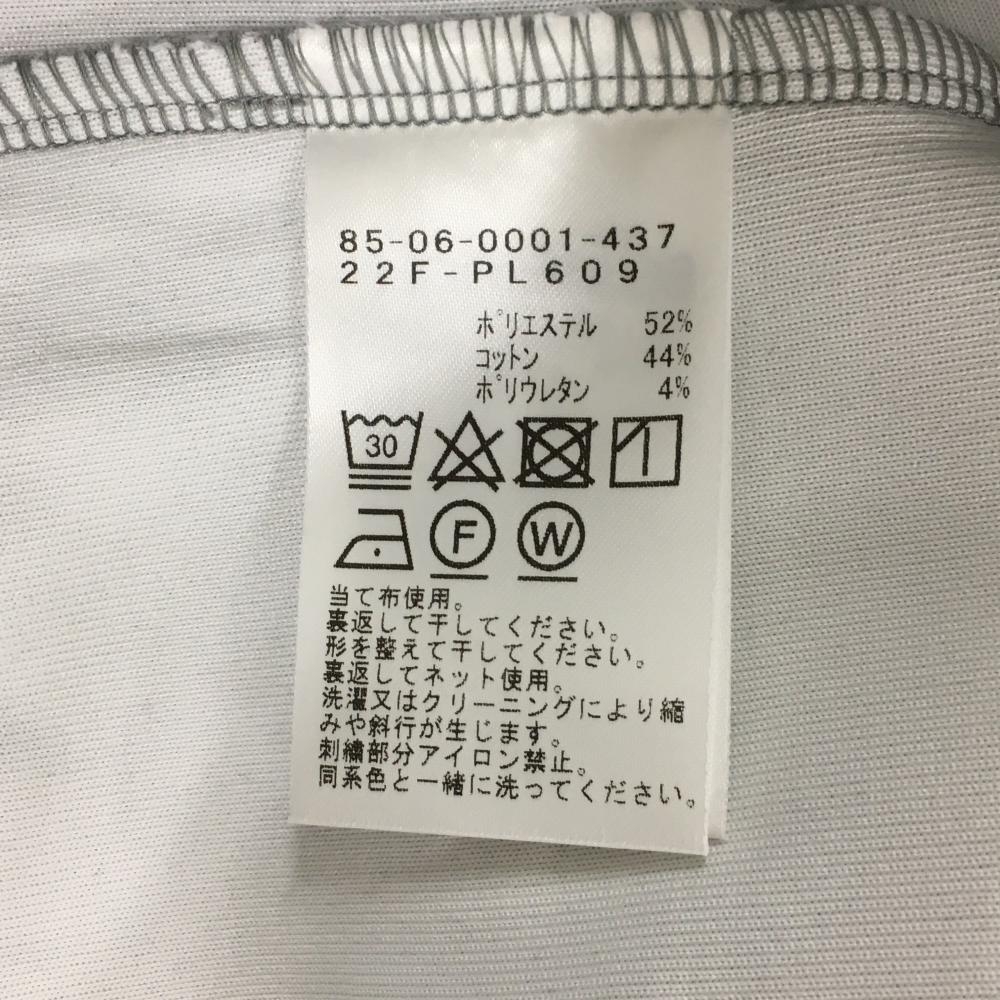 85-06-0001-437
22F-PL609
ポリエステル 52%
コットン 44%
ポリウレタン 4%
30
F W
当て布使用。
裏返して干してください。
形を整えて干してください。
裏返してネット使用。
洗濯又はクリーニングにより縮
みや斜行が生じます。
刺繍部分アイロン禁止。
同系色と一緒に洗ってください。